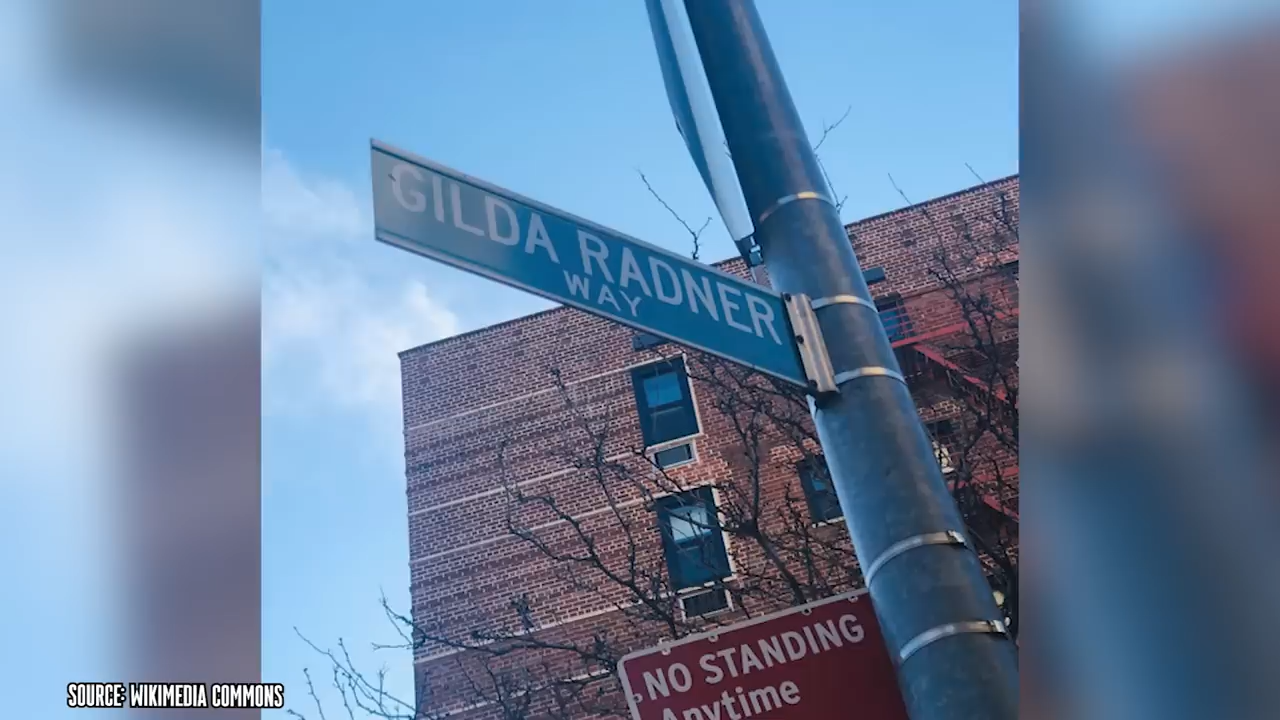 GILDA RADNER
WAY
NO STANDING
Anytime
SOURCE: WIKIMEDIA COMMONS